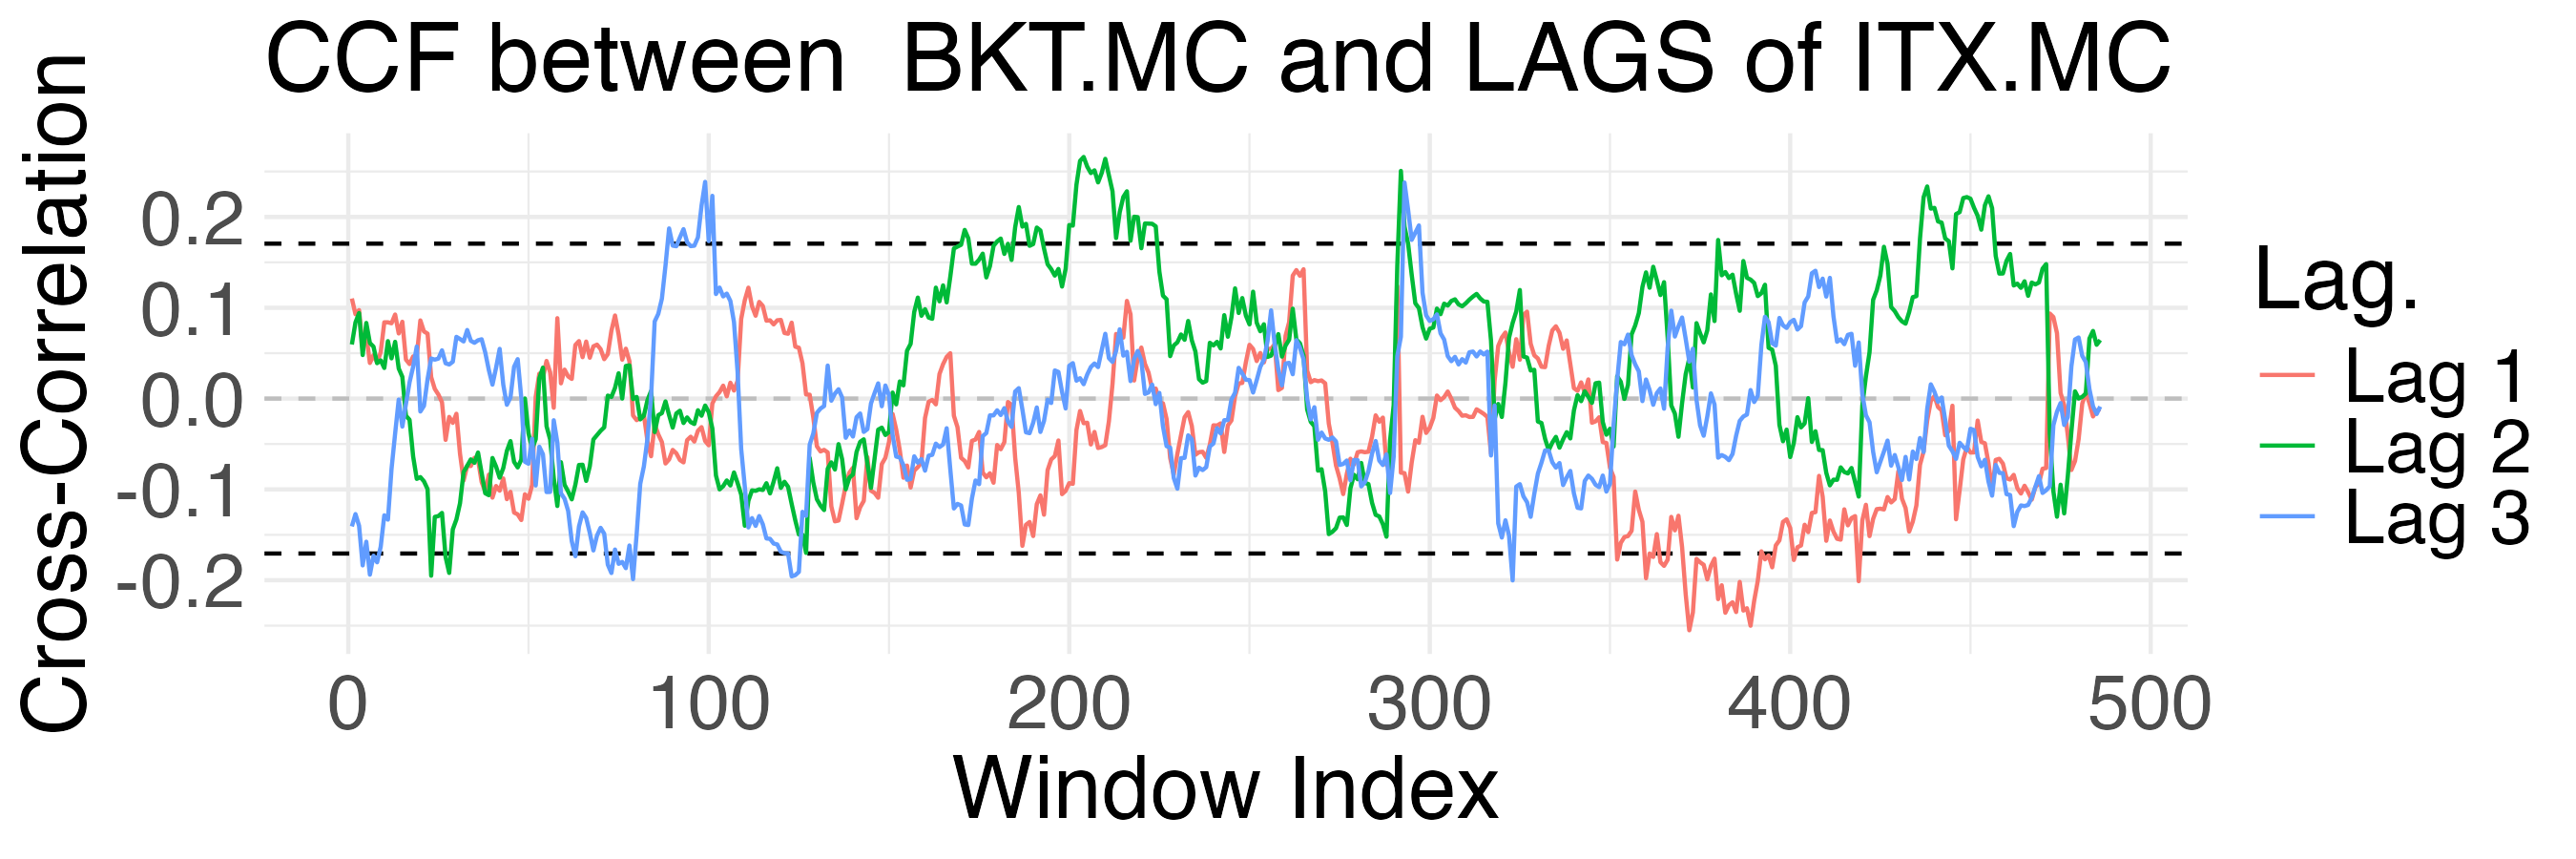 CCF between  BKT.MC and LAGS of ITX.MC
Cross-Correlation
0.2
0.1
0.0
-0.1
-0.2
0 100 200 300 400 500
Window Index
Lag.
Lag 1
Lag 2
Lag 3